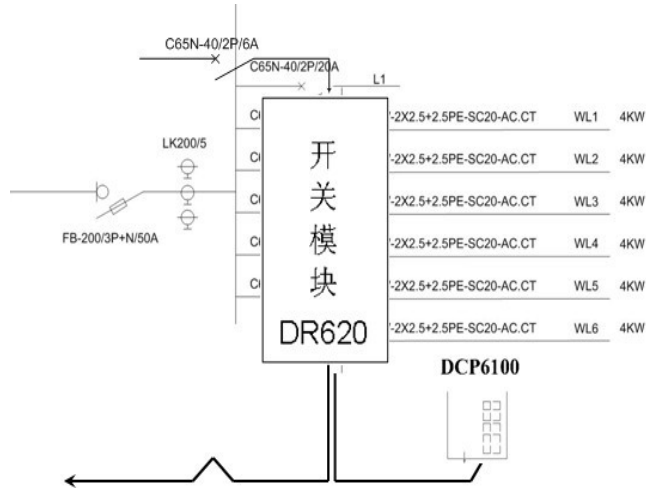 C65N-40/2P/6A
C65N-40/2P/20A
L1
LK200/5
FB-200/3P+N/50A
开
关
模
块
DR620
-2X2.5+2.5PE-SC20-AC.CT WL1 4KW
-2X2.5+2.5PE-SC20-AC.CT WL2 4KW
-2X2.5+2.5PE-SC20-AC.CT WL3 4KW
-2X2.5+2.5PE-SC20-AC.CT WL4 4KW
-2X2.5+2.5PE-SC20-AC.CT WL5 4KW
-2X2.5+2.5PE-SC20-AC.CT WL6 4KW
DCP6100